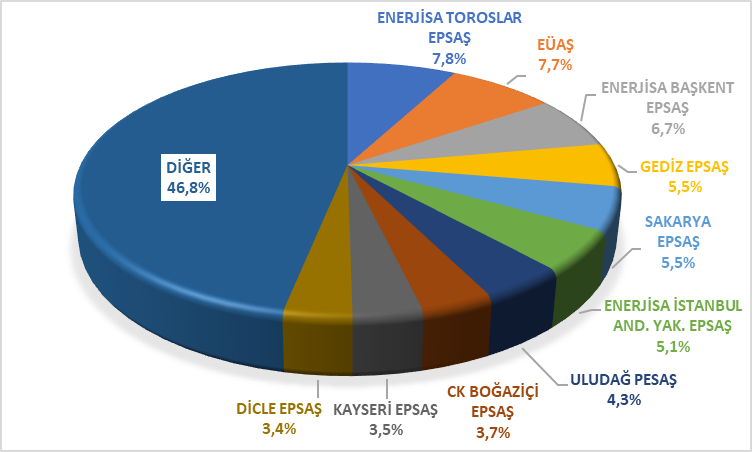 ENERJİSA TOROSLAR
EPSAŞ
7,8%
EÜAŞ
7,7%
ENERJİSA BAŞKENT
EPSAŞ
6,7%
GEDİZ EPSAŞ
5,5%
SAKARYA
EPSAŞ
5,5%
ENERJİSA İSTANBUL
AND. YAK. EPSAŞ
5,1%
ULUDAĞ PESAŞ
4,3%
CK BOĞAZİÇİ
EPSAŞ
3,7%
KAYSERİ EPSAŞ
3,5%
DİCLE EPSAŞ
3,4%
DİĞER
46,8%